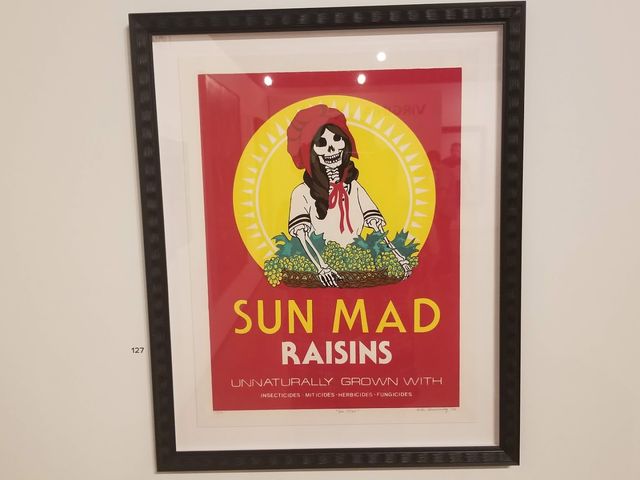 SUN MAD
RAISINS
UNNATURALLY GROWN WITH
INSECTICIDES · MITICIDES · HERBICIDES · FUNGICIDES
127